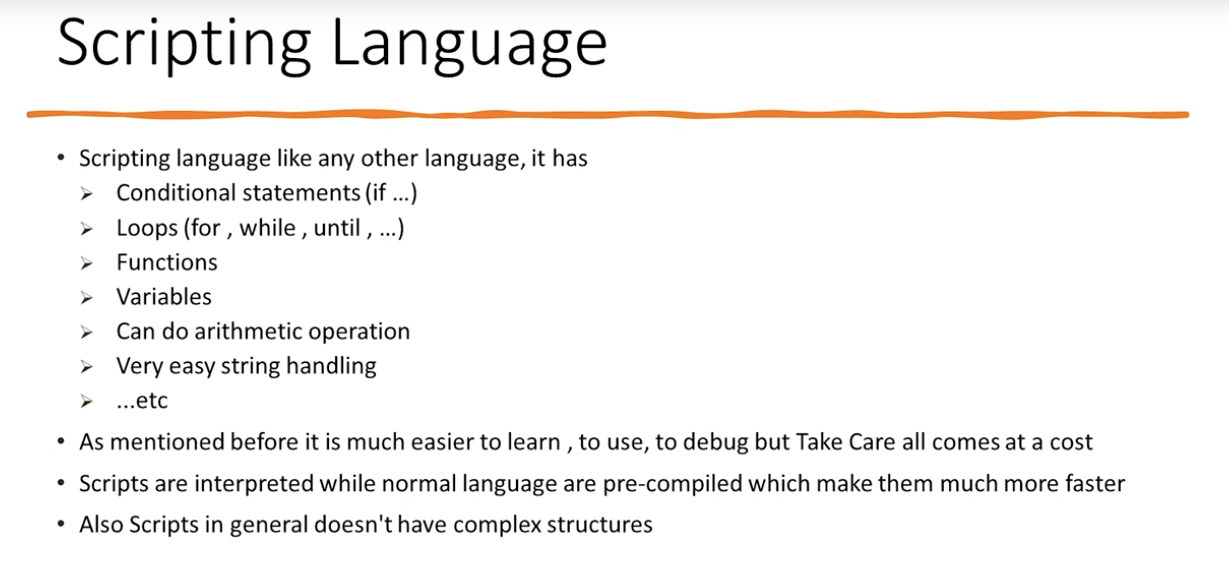 Scripting Language
• Scripting language like any other language, it has
➢ Conditional statements (if ...)
➢ Loops (for , while , until , ...)
➢ Functions
➢ Variables
➢ Can do arithmetic operation
➢ Very easy string handling
➢ ...etc
• As mentioned before it is much easier to learn , to use, to debug but Take Care all comes at a cost
• Scripts are interpreted while normal language are pre-compiled which make them much more faster
• Also Scripts in general doesn't have complex structures